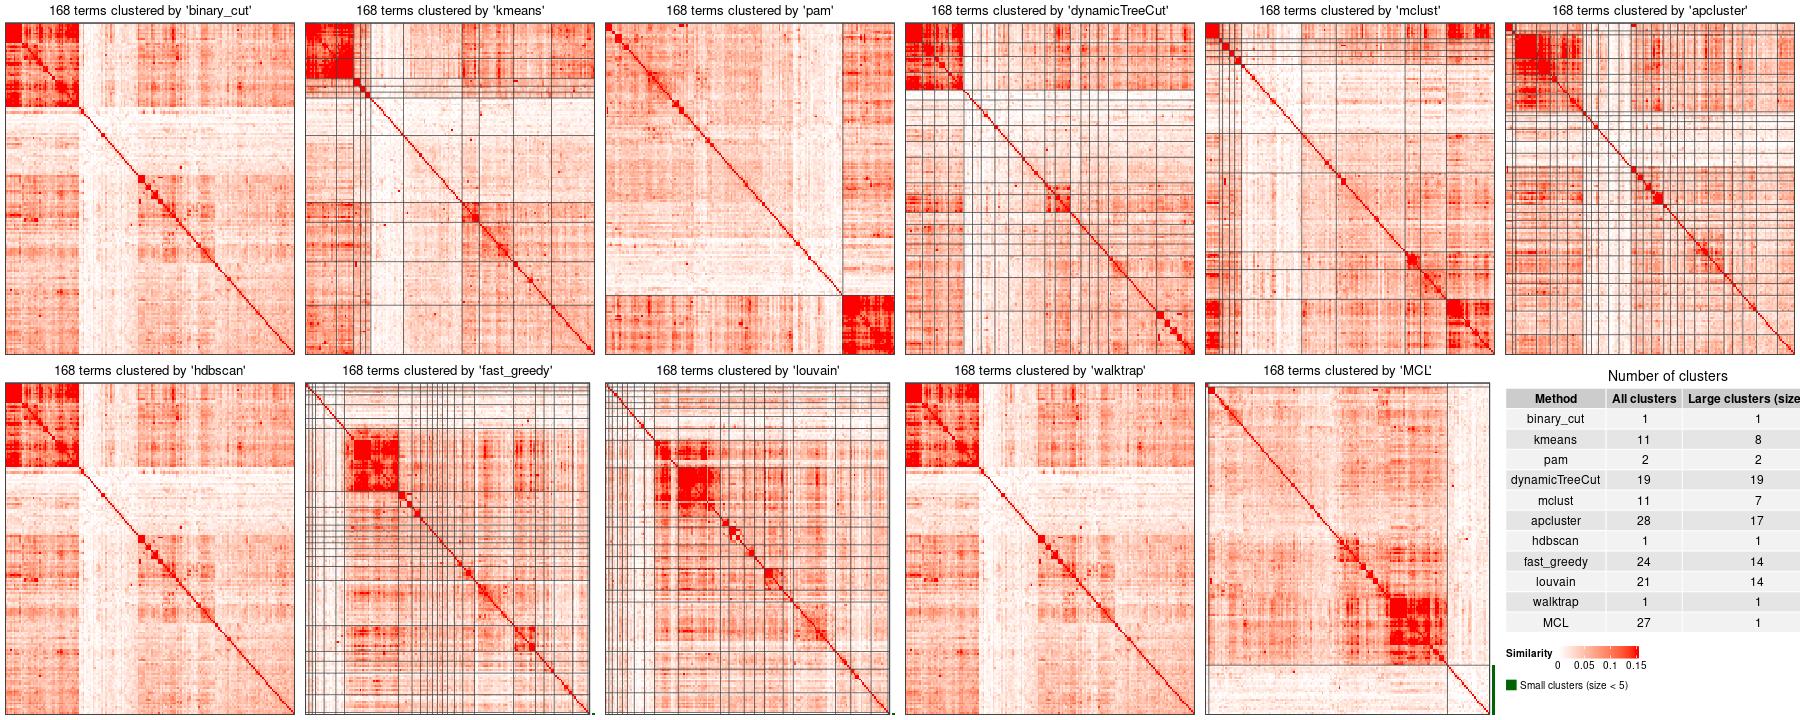 168 terms clustered by 'binary_cut'
168 terms clustered by 'kmeans'
168 terms clustered by 'pam'
168 terms clustered by 'dynamicTreeCut'
168 terms clustered by 'mclust'
168 terms clustered by 'apcluster'
168 terms clustered by 'hdbscan'
168 terms clustered by 'fast_greedy'
168 terms clustered by 'louvain'
168 terms clustered by 'walktrap'
168 terms clustered by 'MCL'
Number of clusters
Method All clusters Large clusters (size
binary_cut 1 1
kmeans 11 8
pam 2 2
dynamicTreeCut 19 19
mclust 11 7
apcluster 28 17
hdbscan 1 1
fast_greedy 24 14
louvain 21 14
walktrap 1 1
MCL 27 1
Similarity
0 0.05 0.1 0.15
Small clusters (size < 5)